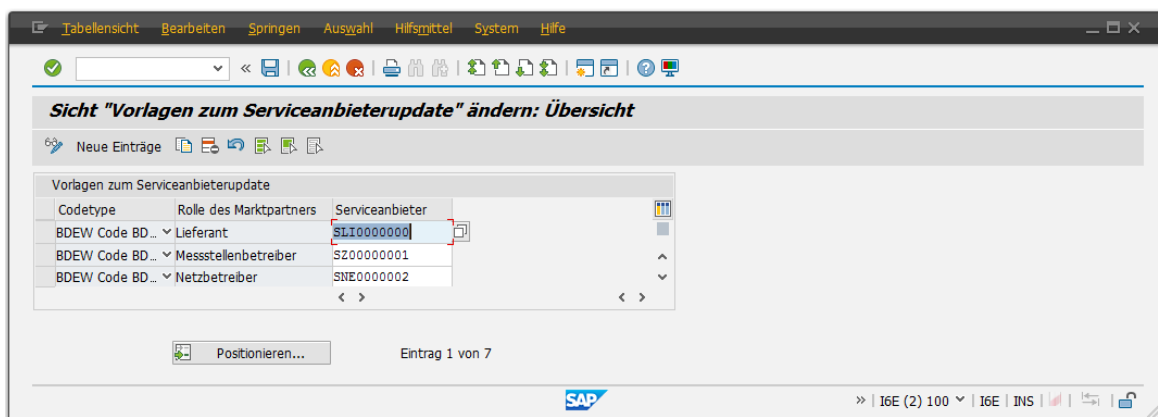 Tabellensicht Bearbeiten Springen Auswahl Hilfsmittel System Hilfe
Sicht "Vorlagen zum Serviceanbieterupdate" ändern: Übersicht
Neue Einträge
Vorlagen zum Serviceanbieterupdate
Codetype Rolle des Marktpartners Serviceanbieter
BDEW Code BD... Lieferant SLI0000000
BDEW Code BD... Messstellenbetreiber SZ00000001
BDEW Code BD... Netzbetreiber SNE0000002
Positionieren... Eintrag 1 von 7
SAP » | I6E (2) 100 | I6E | INS